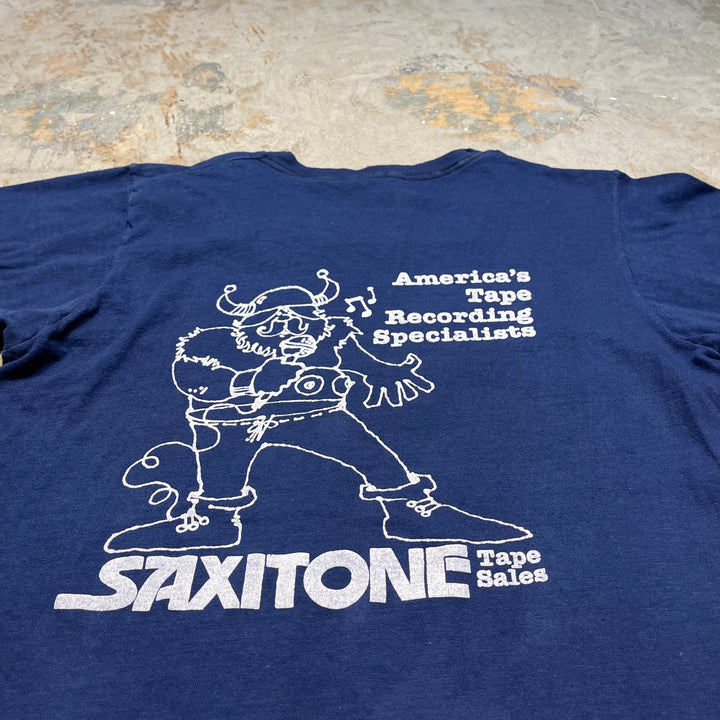 America's
Tape
Recording
Specialists
SAXITONE
Tape
Sales